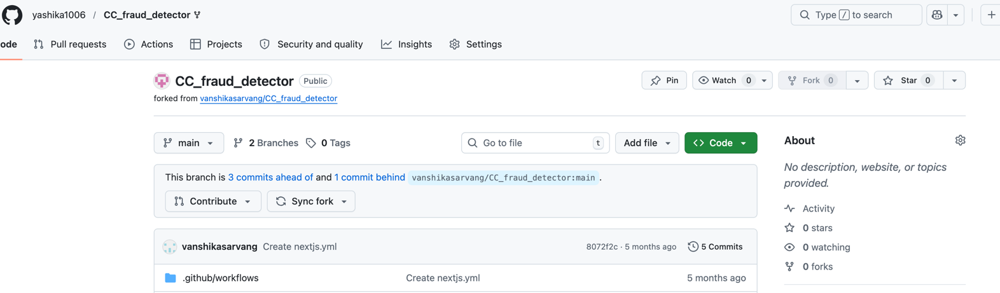 yashika1006 / CC_fraud_detector
Type / to search
ode Pull requests Actions Projects Security and quality Insights Settings
CC_fraud_detector Public
Pin Watch 0 Fork 0 Star 0
forked from vanshikasarvang/CC_fraud_detector
main 2 Branches 0 Tags Go to file t Add file Code
This branch is 3 commits ahead of and 1 commit behind vanshikasarvang/CC_fraud_detector:main .
Contribute Sync fork
vanshikasarvang Create nextjs.yml 8072f2c · 5 months ago 5 Commits
.github/workflows Create nextjs.yml 5 months ago
About
No description, website, or topics
provided.
Activity
0 stars
0 watching
0 forks